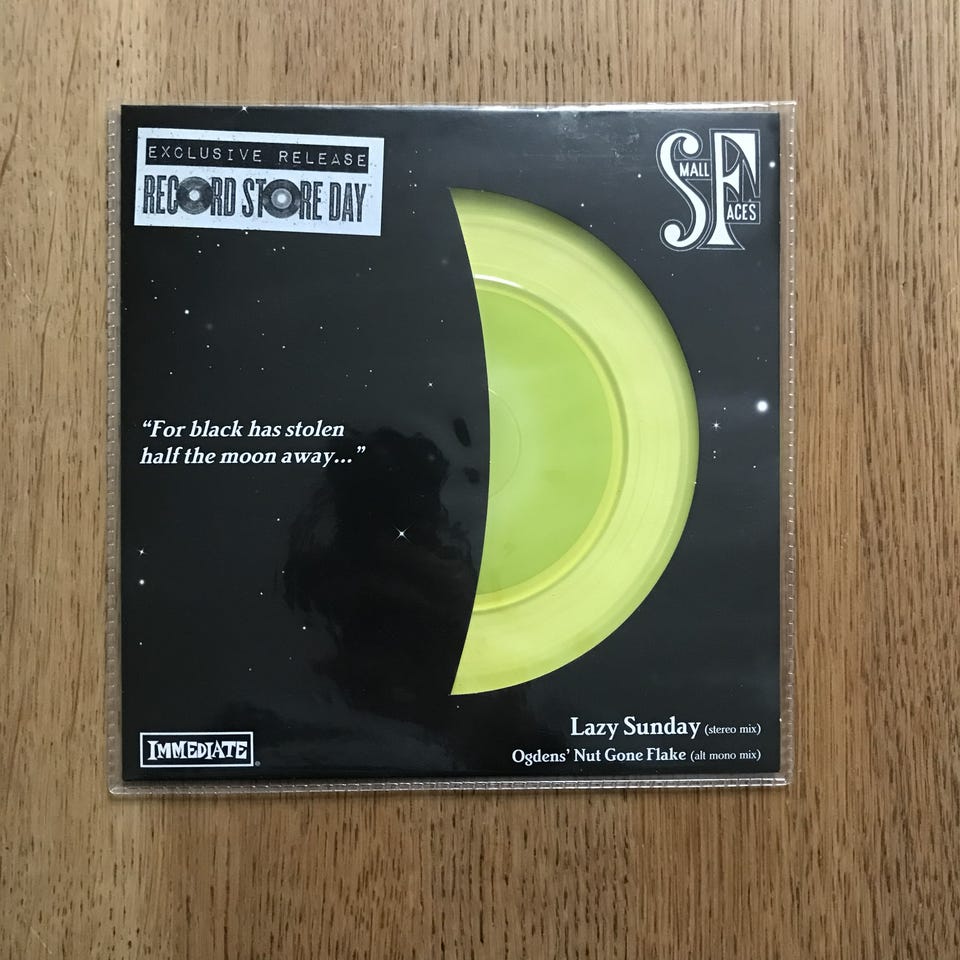 EXCLUSIVE RELEASE
RECORD STORE DAY
SMALL
FACES
“For black has stolen
half the moon away...”
Lazy Sunday (stereo mix)
Ogdens’ Nut Gone Flake (alt mono mix)
IMMEDIATE®